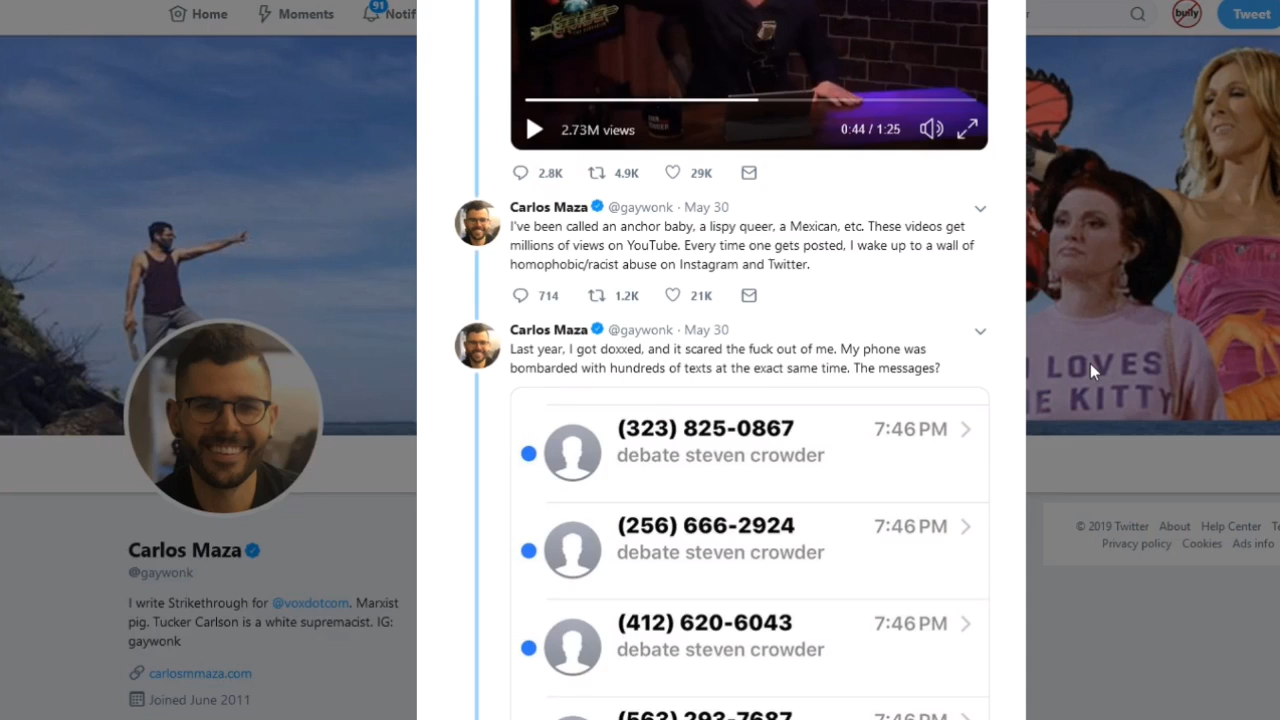 Home
Moments
91
Notif
bully
Tweet
2.73M views
0:44 / 1:25
2.8K
4.9K
29K
Carlos Maza @gaywonk · May 30
I've been called an anchor baby, a lispy queer, a Mexican, etc. These videos get
millions of views on YouTube. Every time one gets posted, I wake up to a wall of
homophobic/racist abuse on Instagram and Twitter.
714
1.2K
21K
Carlos Maza @gaywonk · May 30
Last year, I got doxxed, and it scared the fuck out of me. My phone was
bombarded with hundreds of texts at the exact same time. The messages?
(323) 825-0867
7:46 PM
debate steven crowder
(256) 666-2924
7:46 PM
debate steven crowder
(412) 620-6043
7:46 PM
debate steven crowder
(563) 293-7687
7:46 PM
Carlos Maza
@gaywonk
I write Strikethrough for @voxdotcom. Marxist
pig. Tucker Carlson is a white supremacist. IG:
gaywonk
carlosmmaza.com
Joined June 2011
LOVES
E KITTY
© 2019 Twitter About Help Center Te
Privacy policy Cookies Ads info